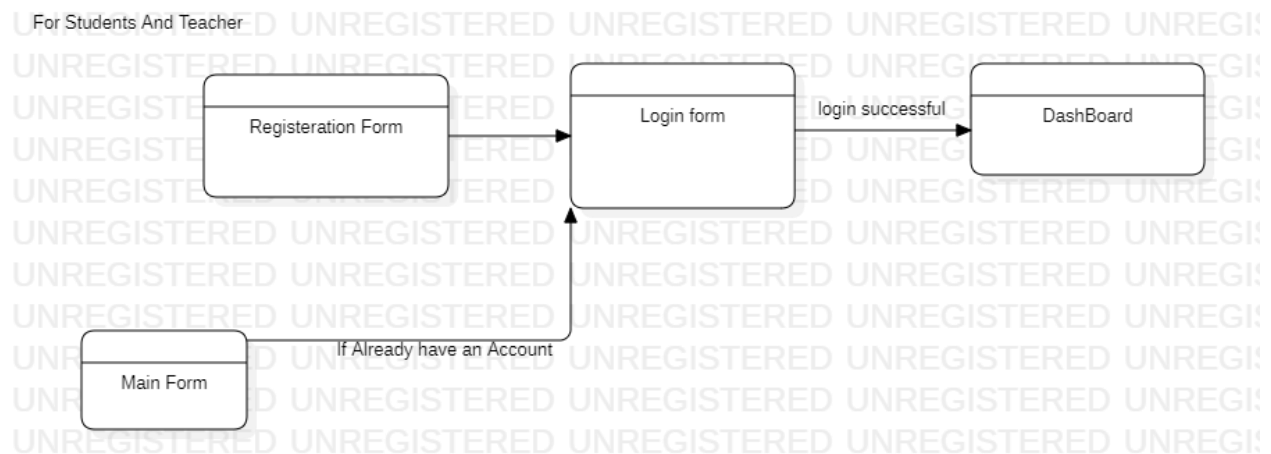 For Students And Teacher
UNREGISTERED UNREGISTERED UNREGISTERED UNREGISTERED UNREGIS
Registeration Form
Login form
login successful
DashBoard
If Already have an Account
Main Form